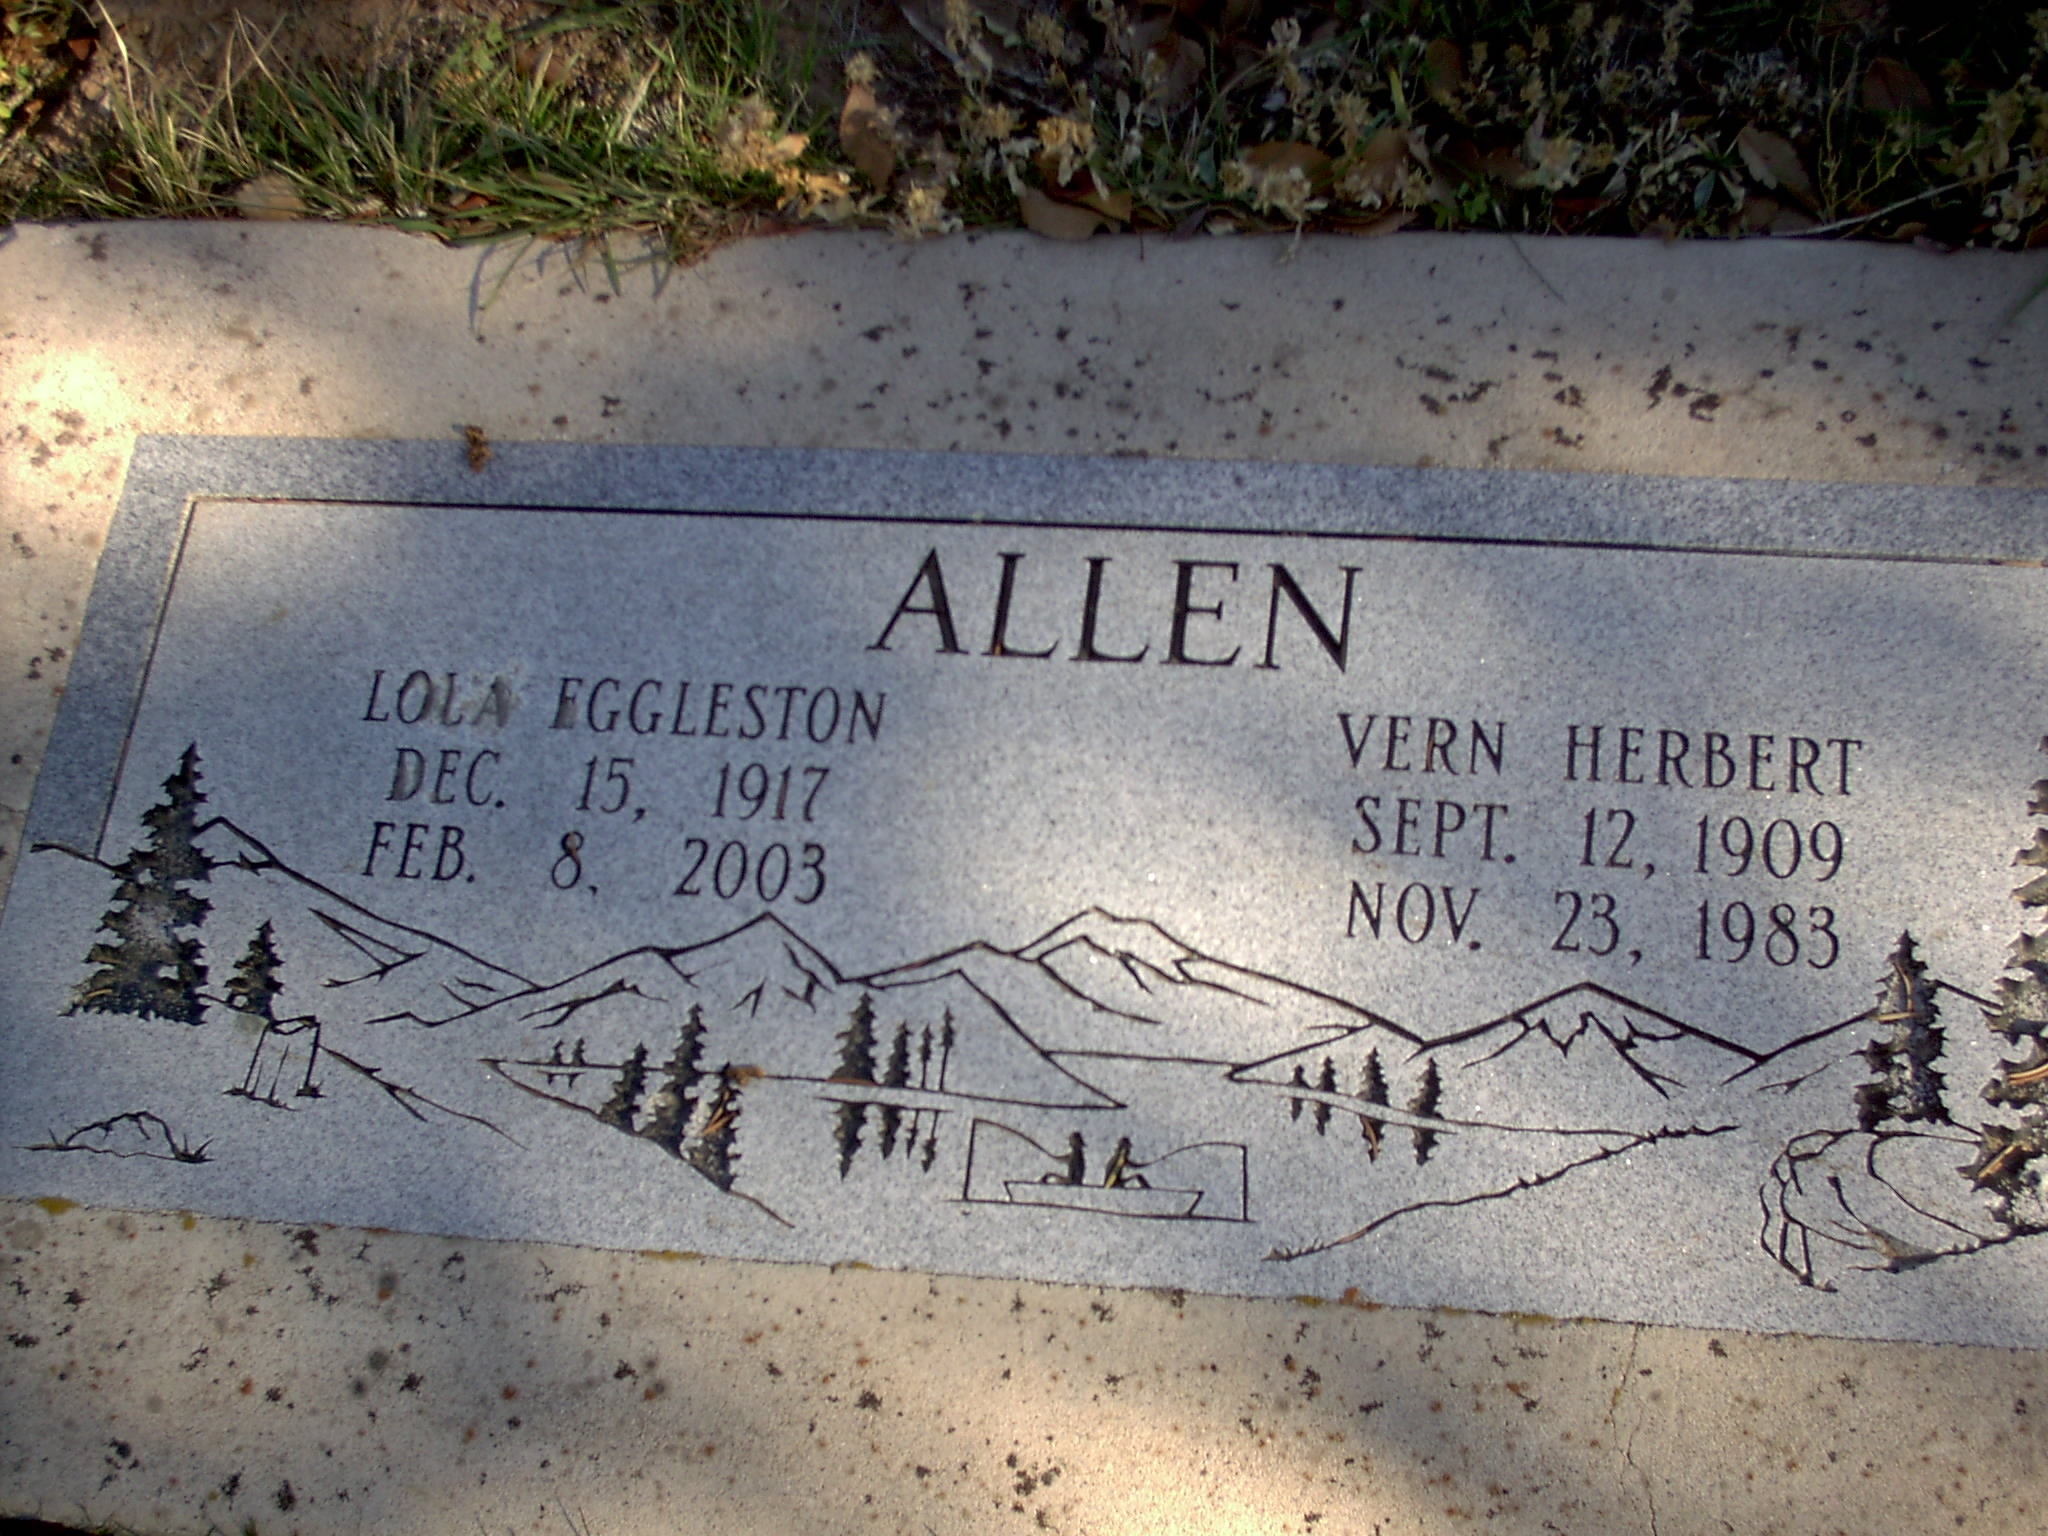 ALLEN
LOLA EGGLESTON
DEC. 15, 1917
FEB. 8, 2003
VERN HERBERT
SEPT. 12, 1909
NOV. 23, 1983